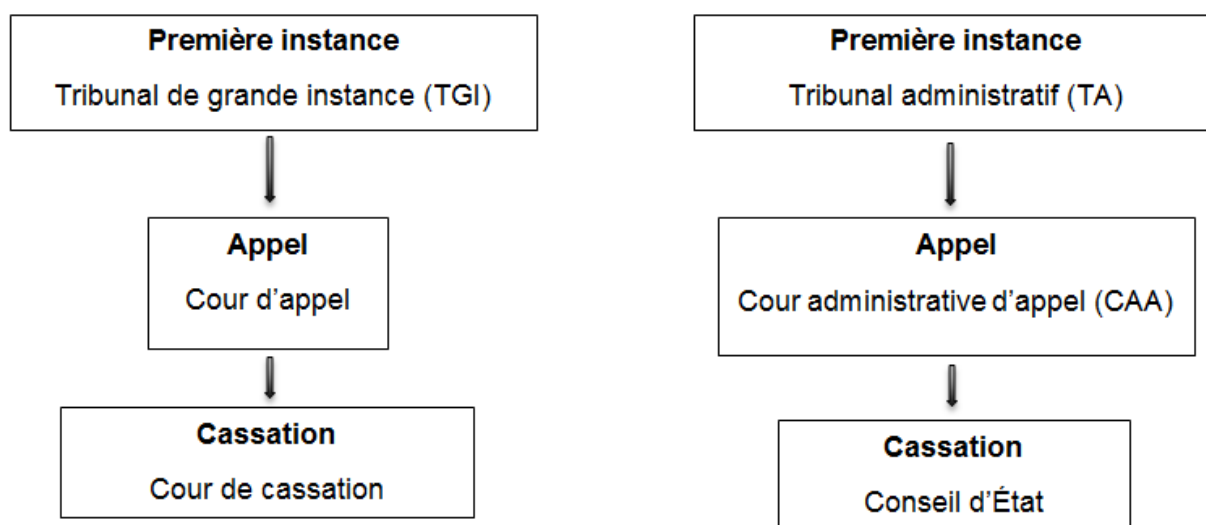 Première instance
Tribunal de grande instance (TGI)
Appel
Cour d’appel
Cassation
Cour de cassation
Première instance
Tribunal administratif (TA)
Appel
Cour administrative d’appel (CAA)
Cassation
Conseil d’État